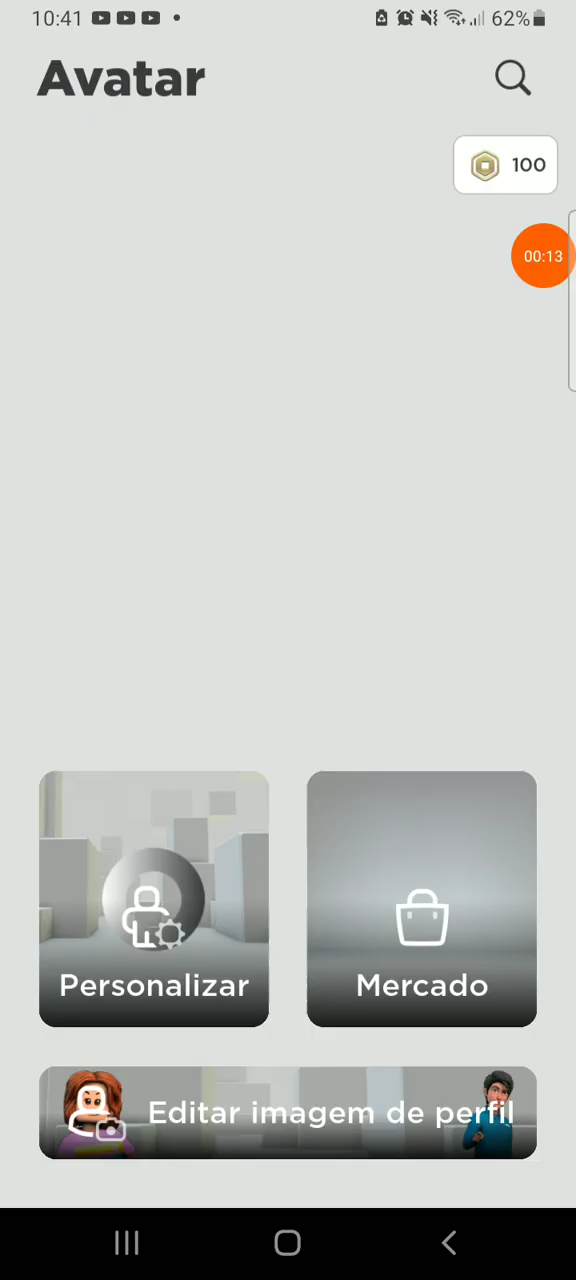 10:41 62%
Avatar
100
00:13
Personalizar
Mercado
Editar imagem de perfil